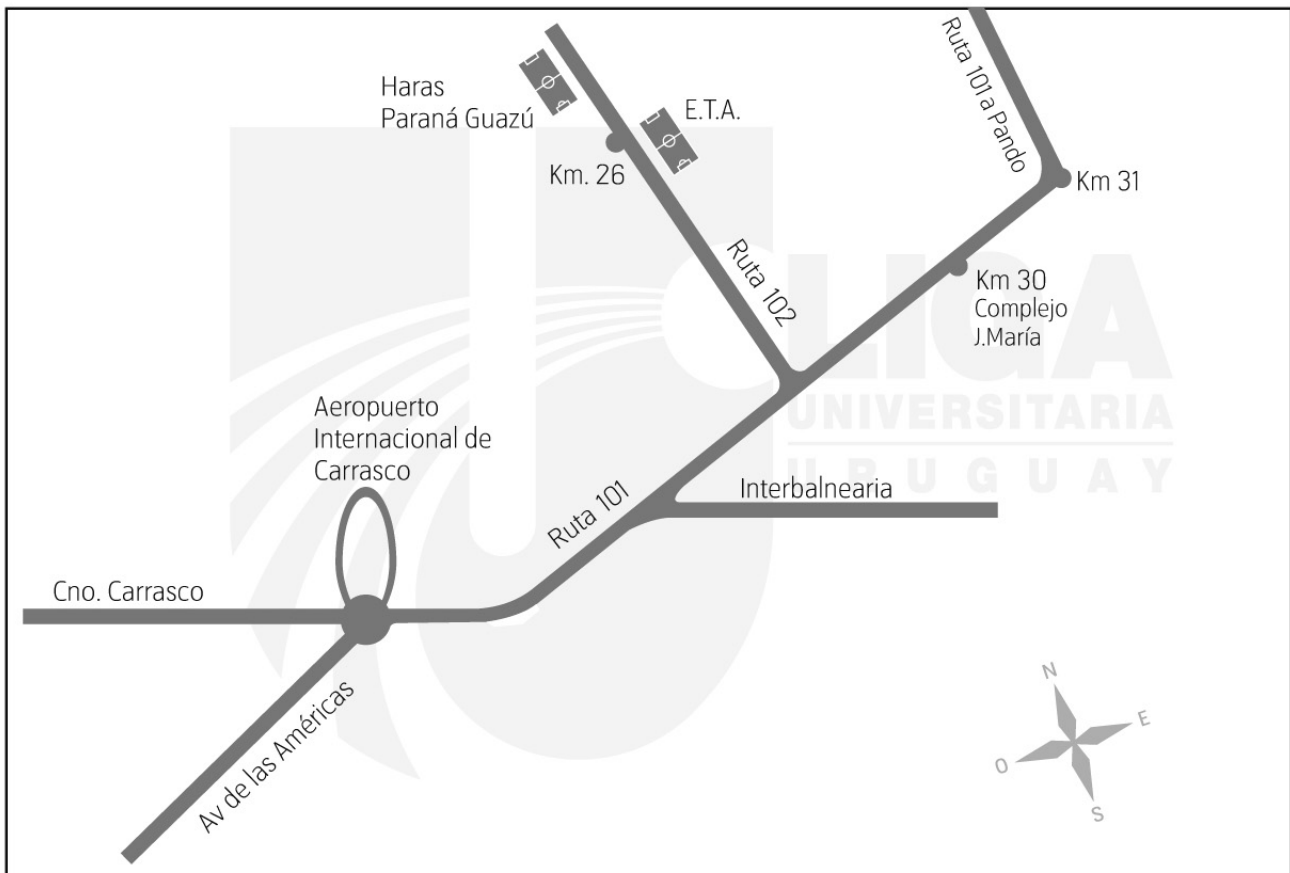 Haras
Paraná Guazú
E.T.A.
Km. 26
Ruta 101 a Pando
Km 31
Ruta 102
Km 30
Complejo
J.María
LIGA
UNIVERSITARIA
URUGUAY
Aeropuerto
Internacional de
Carrasco
Interbalnearia
Ruta 101
Cno. Carrasco
Av de las Américas
N
E
O
S